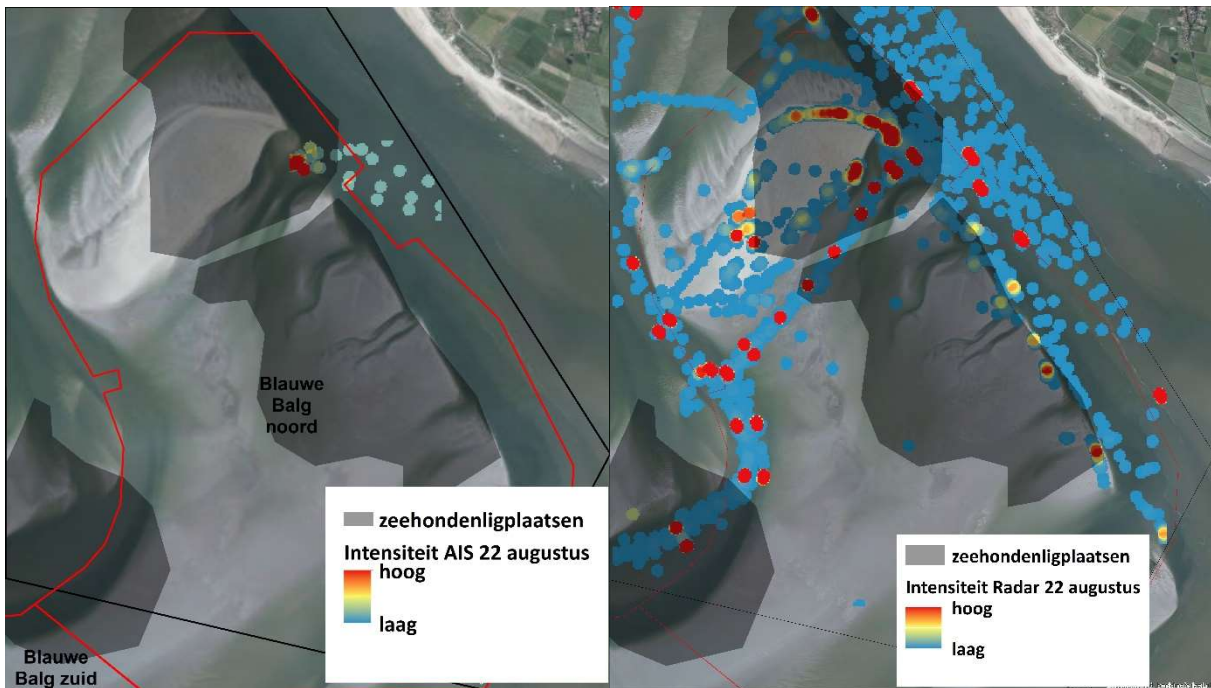 Blauwe
Balg
noord
Blauwe
Balg zuid
zeehondenligplaatsen
Intensiteit AIS 22 augustus
hoog
laag
zeehondenligplaatsen
Intensiteit Radar 22 augustus
hoog
laag